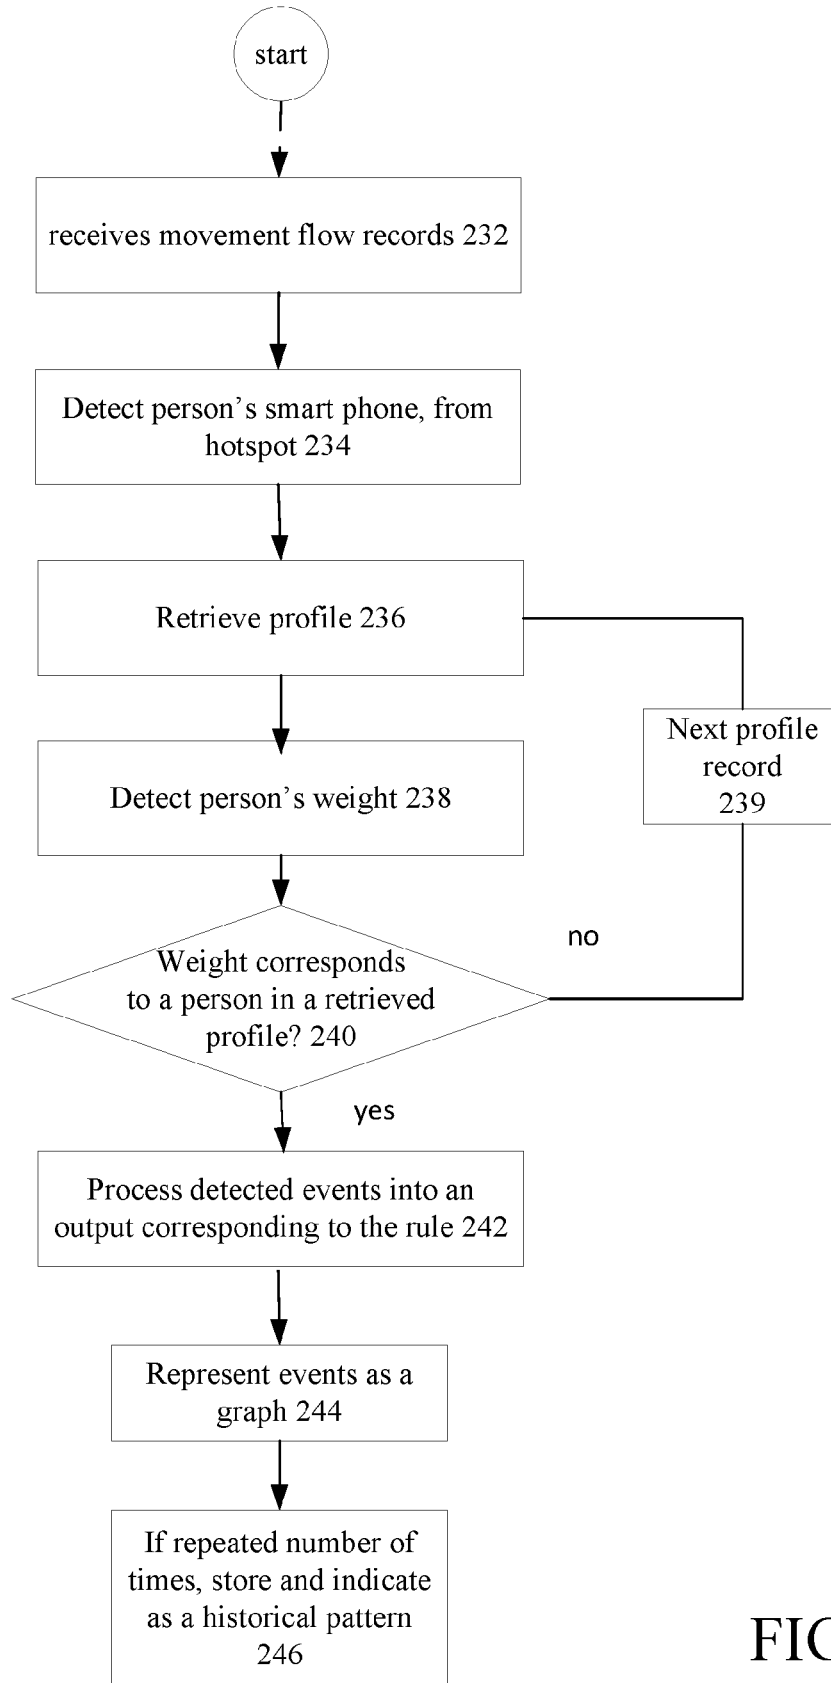 start
receives movement flow records 232
Detect person's smart phone, from
hotspot 234
Retrieve profile 236
Next profile
record
239
Detect person's weight 238
no
Weight corresponds
to a person in a retrieved
profile? 240
yes
Process detected events into an
output corresponding to the rule 242
Represent events as a
graph 244
If repeated number of
times, store and indicate
as a historical pattern
246